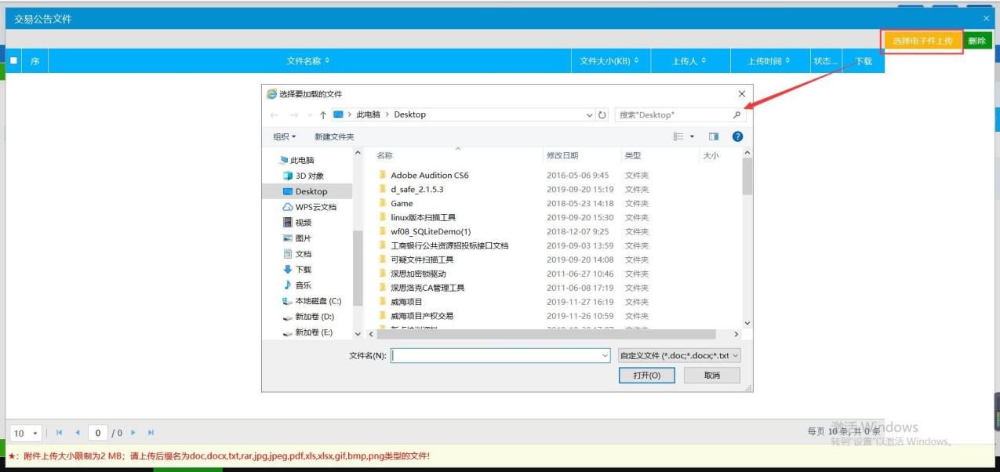 交易公告文件
选择电子件上传 删除
序 文件名称 文件大小(KB) 上传人 上传时间 状态... 下载
选择要加载的文件
此电脑 > Desktop 搜索"Desktop"
组织 新建文件夹
名称 修改日期 类型 大小
此电脑
3D 对象
Desktop
WPS云文档
视频
图片
文档
下载
音乐
本地磁盘 (C:)
新加卷 (D:)
新加卷 (E:)
Adobe Audition CS6 2016-05-06 9:45 文件夹
d_safe_2.1.5.3 2019-09-20 15:19 文件夹
Game 2018-05-23 14:18 文件夹
linux版本扫描工具 2019-09-20 15:30 文件夹
wf08_SQLiteDemo(1) 2018-12-07 9:25 文件夹
工商银行公共资源招投标接口文档 2019-09-03 13:59 文件夹
可疑文件扫描工具 2019-09-20 14:08 文件夹
深思加密锁驱动 2011-06-27 10:46 文件夹
深思洛克CA管理工具 2011-06-08 17:19 文件夹
威海项目 2019-11-27 16:19 文件夹
威海项目产权交易 2019-11-26 10:59 文件夹
文件名(N): 自定义文件 (*.doc;*.docx;*.txt
打开(O) 取消
10 0 / 0 每页 10 条, 共 0 条
激活 Windows
转到"设置"以激活 Windows。
★：附件上传大小限制为2 MB；请上传后缀名为doc,docx,txt,rar,jpg,jpeg,pdf,xls,xlsx,gif,bmp,png类型的文件!